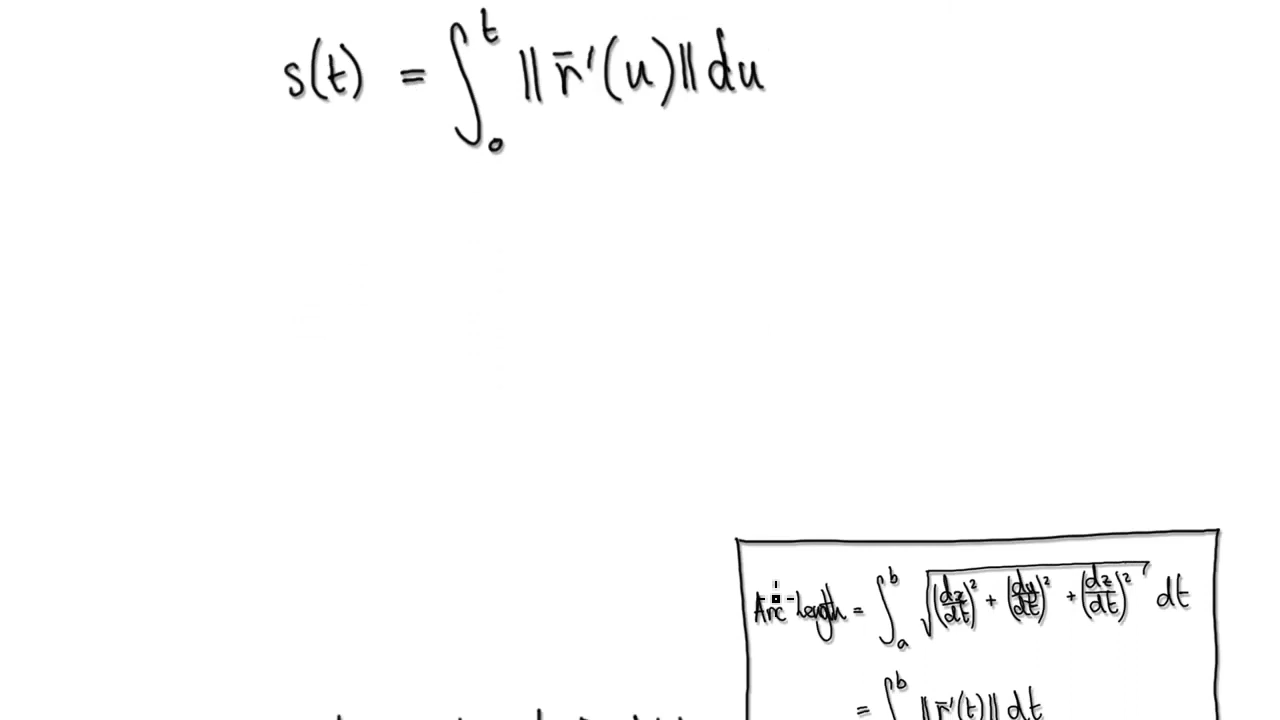 s(t) = ∫₀ᵗ ‖r̄'(u)‖ du
Arc Length = ∫ₐᵇ √((dx/dt)² + (dy/dt)² + (dz/dt)²) dt
= ∫ᵇ ‖r̄'(t)‖ dt